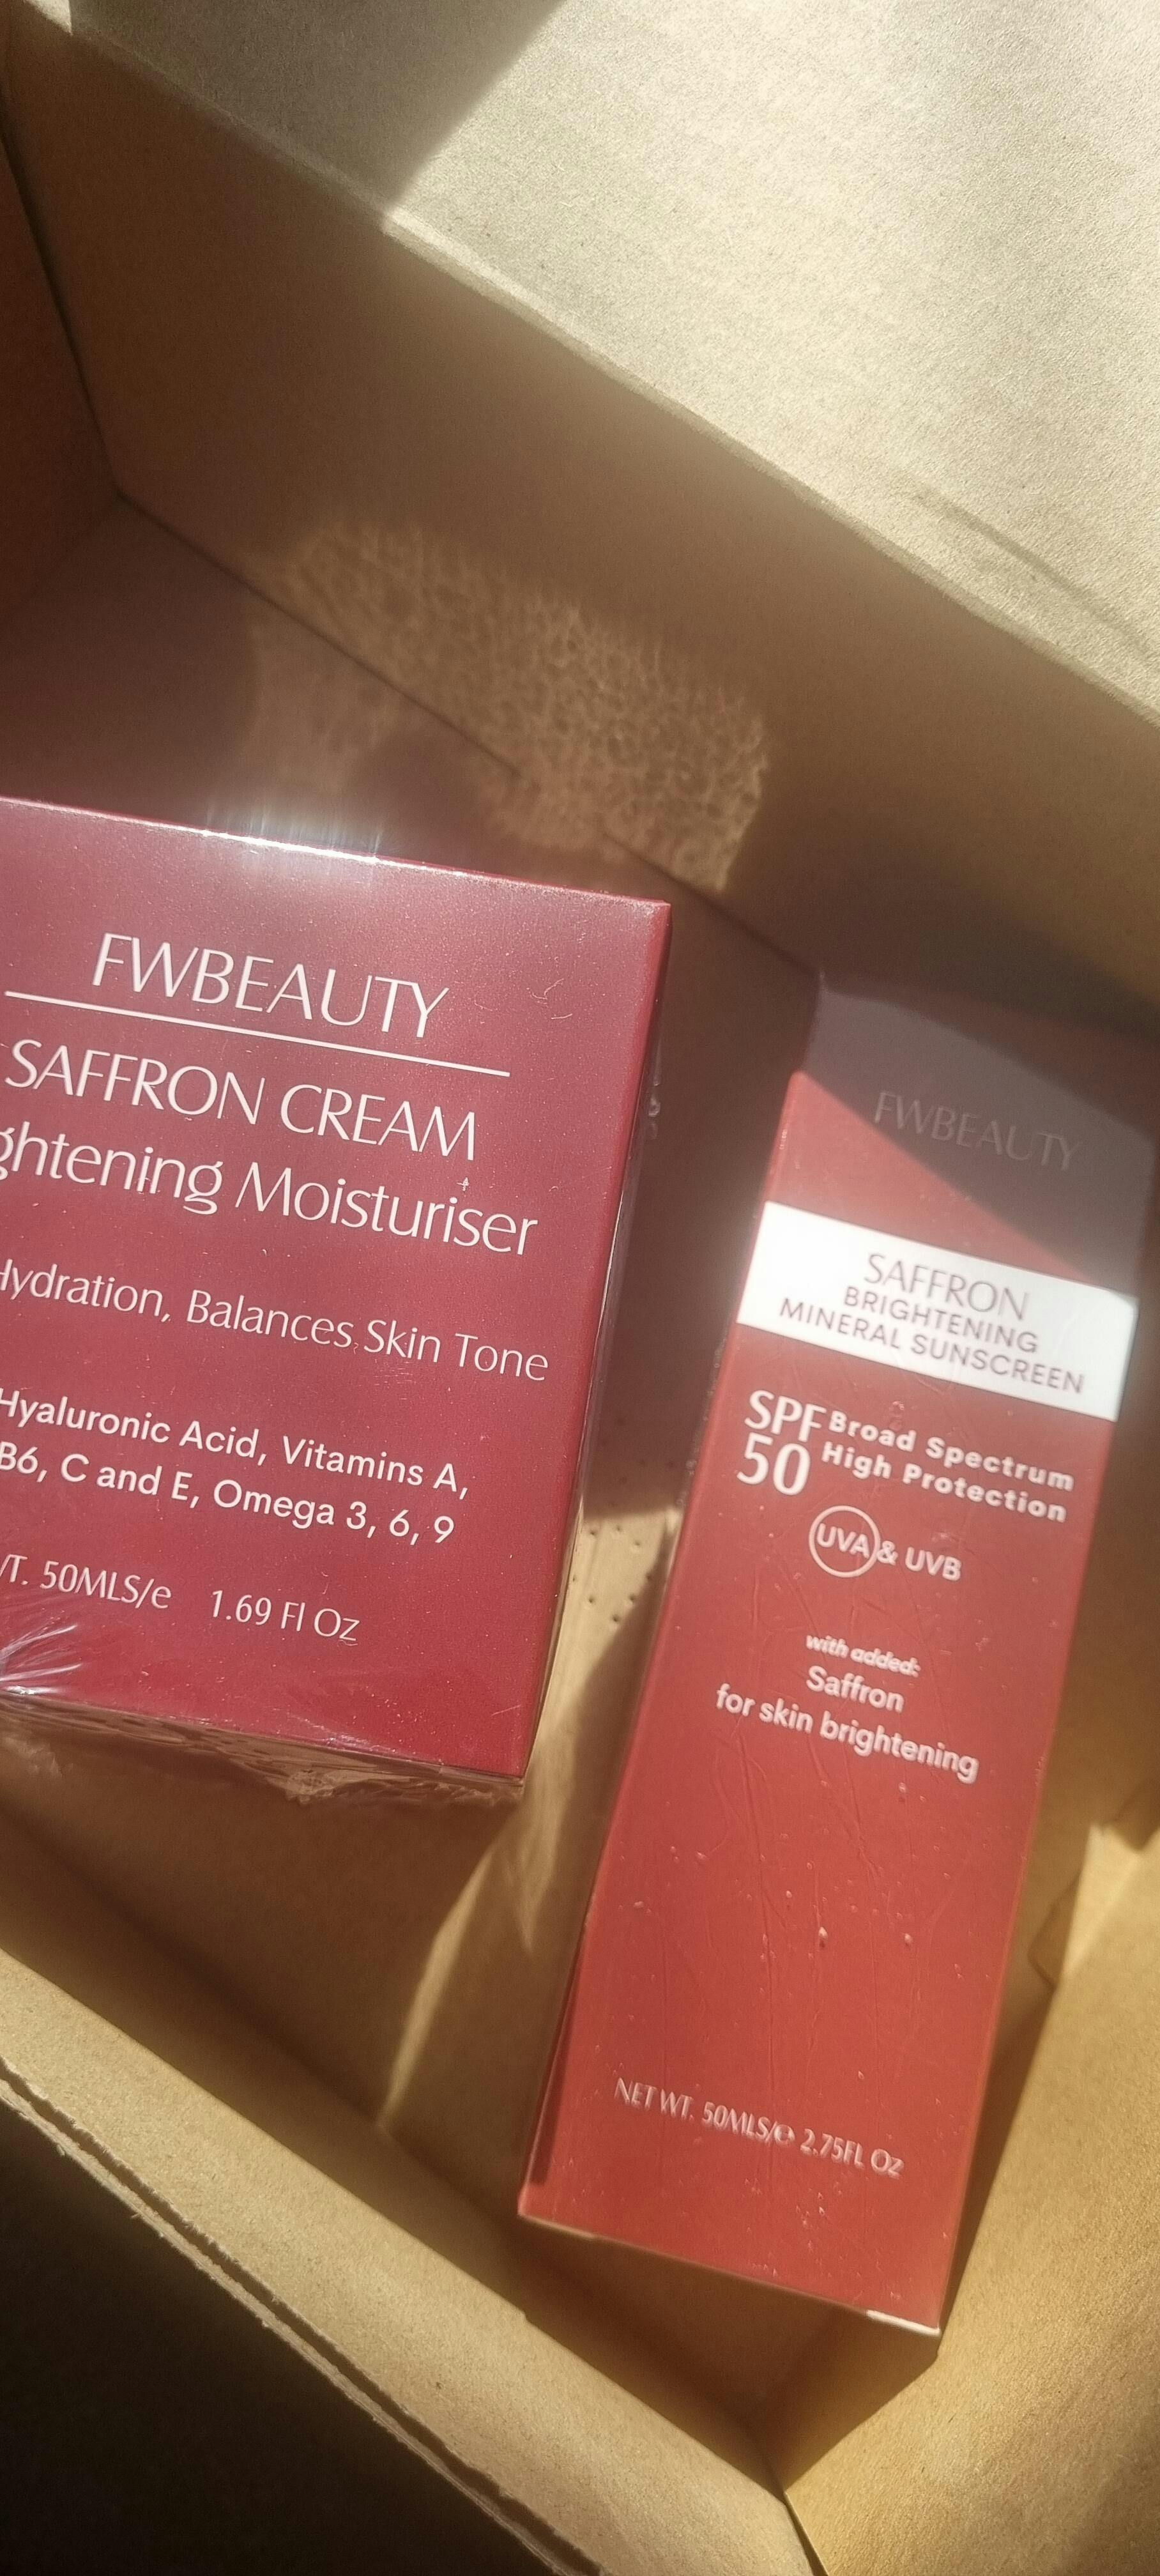 FWBEAUTY
SAFFRON CREAM
ghtening Moisturiser
Hydration, Balances Skin Tone
Hyaluronic Acid, Vitamins A,
B6, C and E, Omega 3, 6, 9
WT. 50MLS/e 1.69 Fl Oz
FWBEAUTY
SAFFRON
BRIGHTENING
MINERAL SUNSCREEN
SPF 50
Broad Spectrum
High Protection
UVA & UVB
with added:
Saffron
for skin brightening
NET WT. 50MLS/e 2.75FL Oz